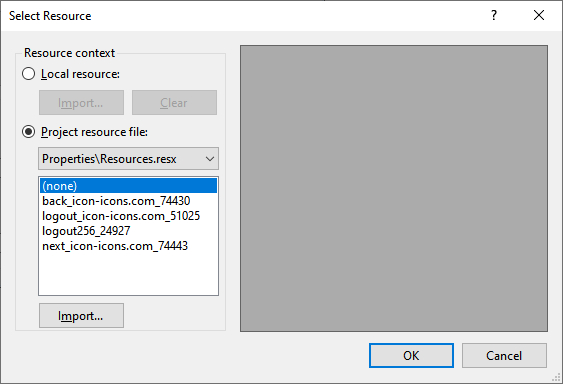 Select Resource
?
Resource context
Local resource:
Import...
Clear
Project resource file:
Properties\Resources.resx
(none)
back_icon-icons.com_74430
logout_icon-icons.com_51025
logout256_24927
next_icon-icons.com_74443
Import...
OK
Cancel